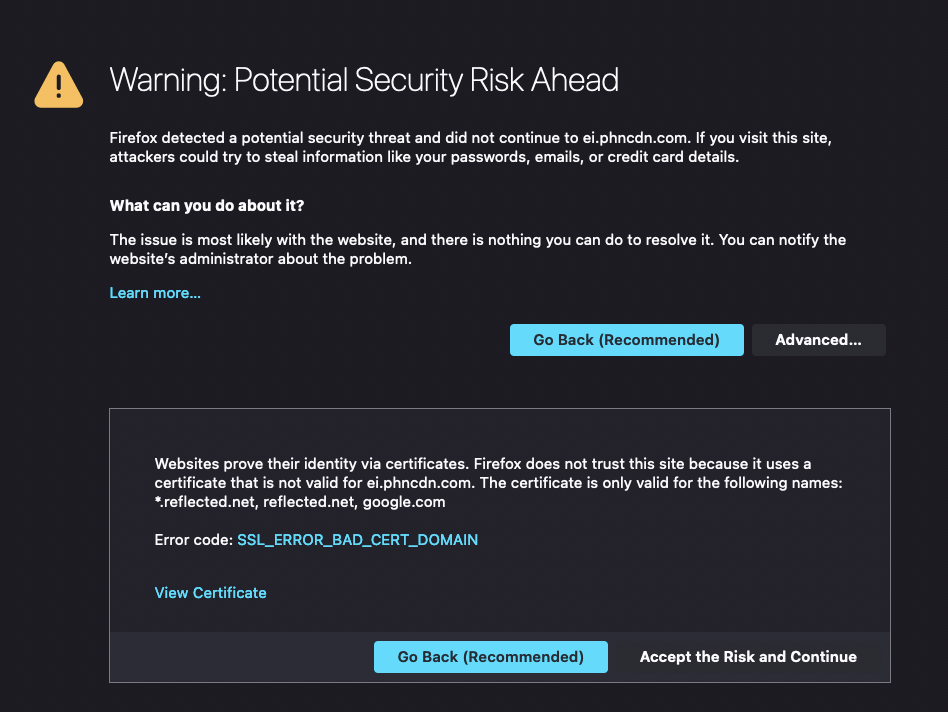 Warning: Potential Security Risk Ahead
Firefox detected a potential security threat and did not continue to ei.phncdn.com. If you visit this site,
attackers could try to steal information like your passwords, emails, or credit card details.
What can you do about it?
The issue is most likely with the website, and there is nothing you can do to resolve it. You can notify the
website’s administrator about the problem.
Learn more...
Go Back (Recommended)
Advanced...
Websites prove their identity via certificates. Firefox does not trust this site because it uses a
certificate that is not valid for ei.phncdn.com. The certificate is only valid for the following names:
*.reflected.net, reflected.net, google.com
Error code: SSL_ERROR_BAD_CERT_DOMAIN
View Certificate
Go Back (Recommended)
Accept the Risk and Continue